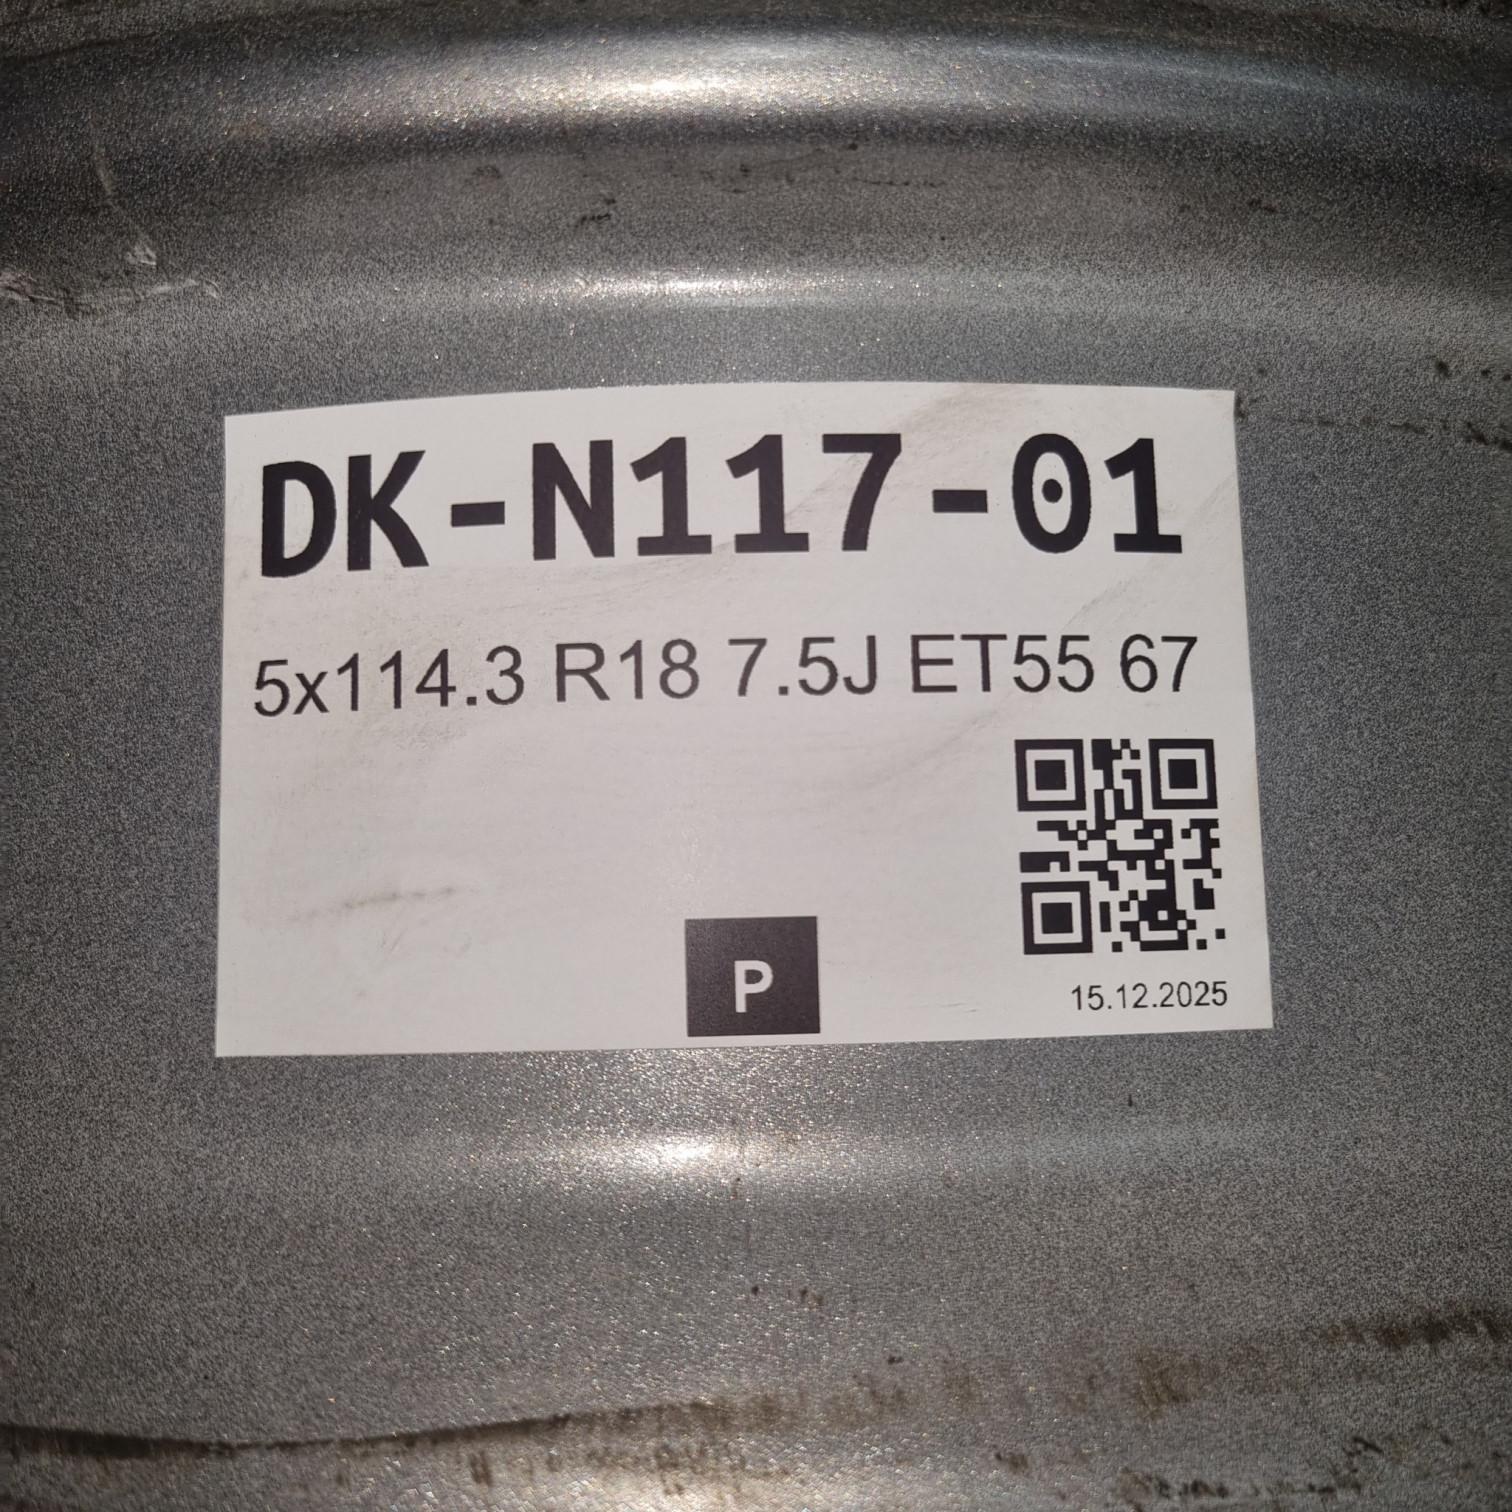 DK-N117-01
5x114.3 R18 7.5J ET55 67
P
15.12.2025